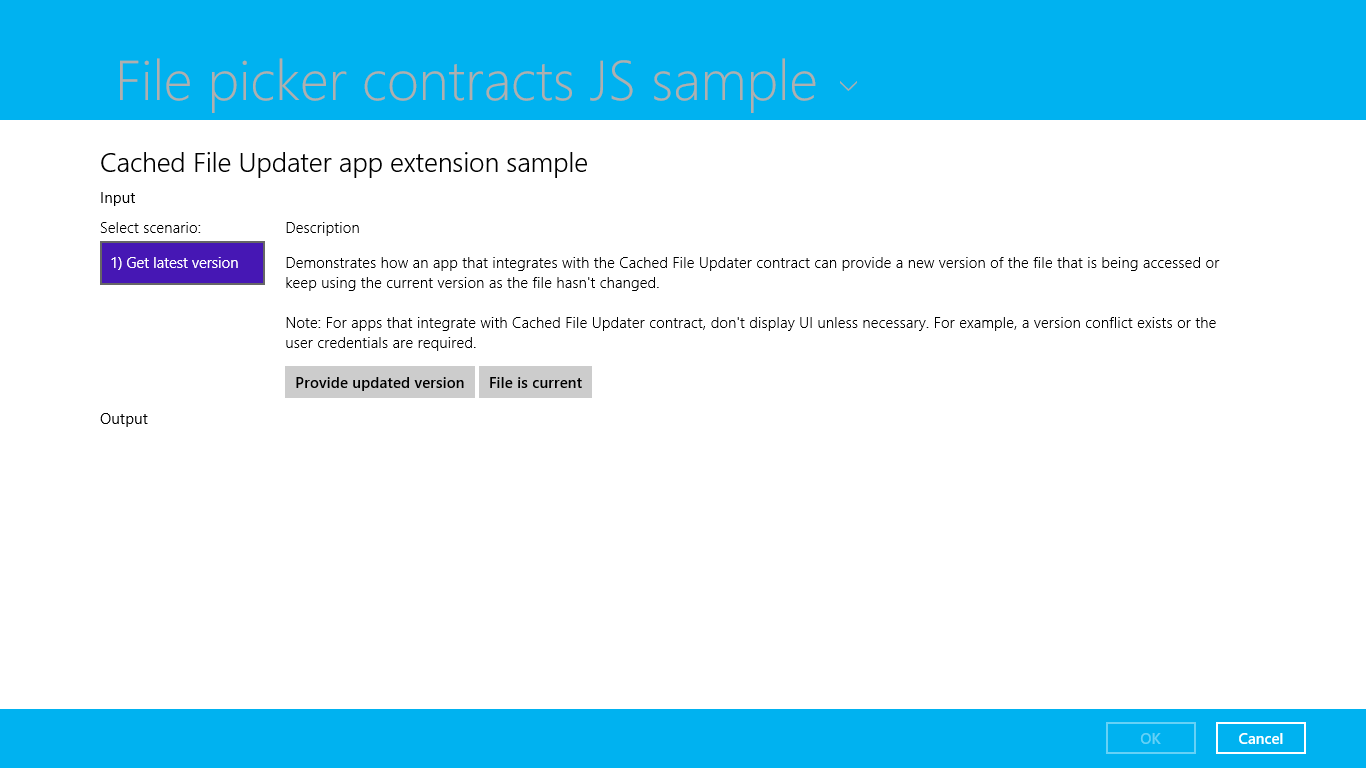 File picker contracts JS sample
Cached File Updater app extension sample
Input
Select scenario:
1) Get latest version
Description
Demonstrates how an app that integrates with the Cached File Updater contract can provide a new version of the file that is being accessed or
keep using the current version as the file hasn't changed.
Note: For apps that integrate with Cached File Updater contract, don't display UI unless necessary. For example, a version conflict exists or the
user credentials are required.
Provide updated version
File is current
Output
OK
Cancel